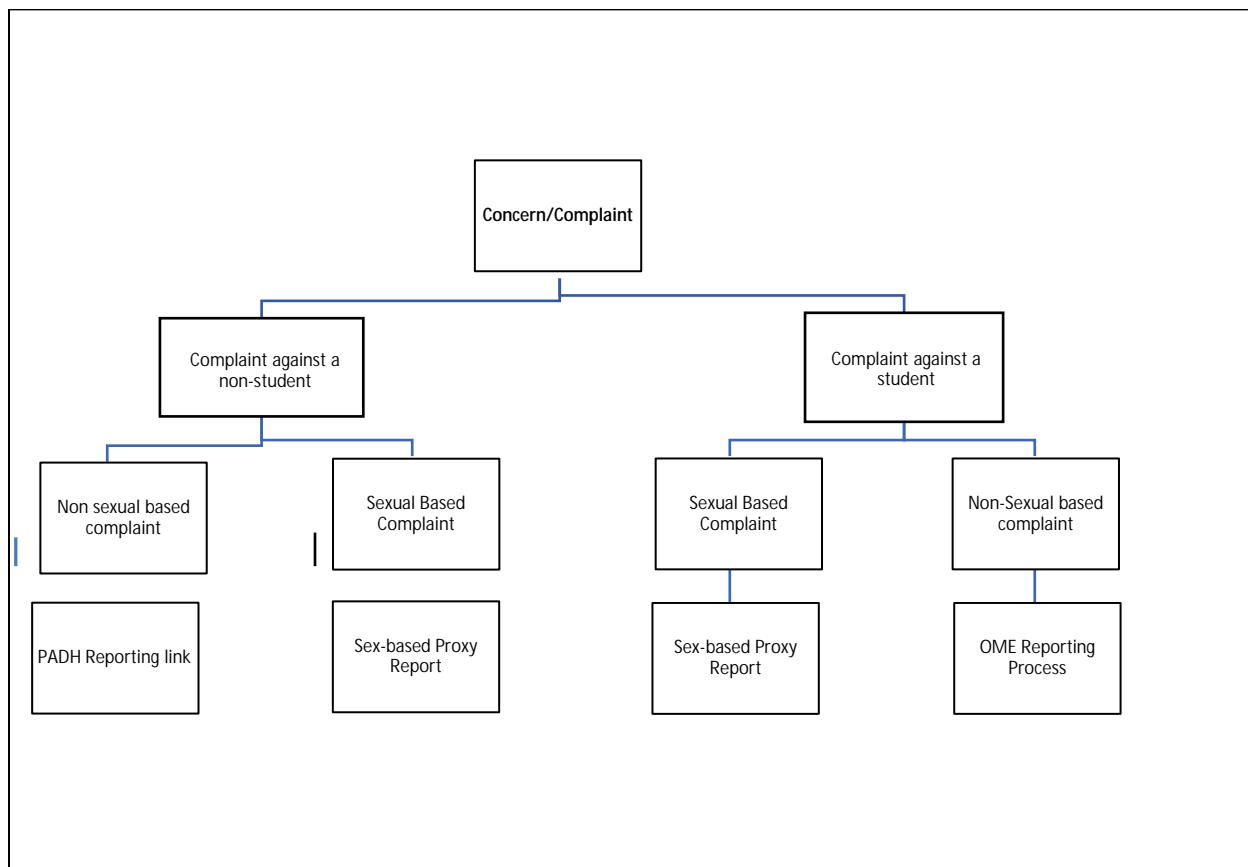 Concern/Complaint
Complaint against a
non-student
Complaint against a
student
Non sexual based
complaint
Sexual Based
Complaint
Sexual Based
Complaint
Non-Sexual based
complaint
PADH Reporting link
Sex-based Proxy
Report
Sex-based Proxy
Report
OME Reporting
Process